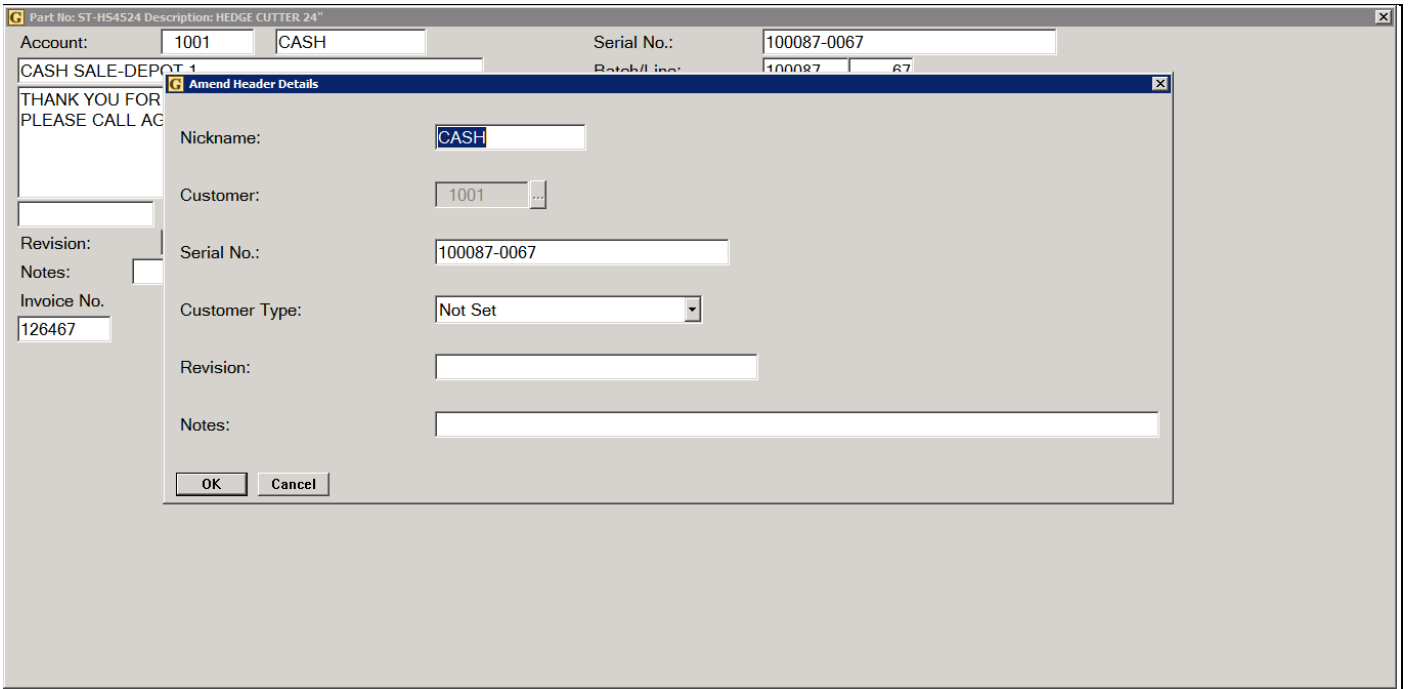 G Part No: ST-HS4524 Description: HEDGE CUTTER 24"
Account: 1001 CASH Serial No.: 100087-0067
CASH SALE-DEPOT 1 Batch/Line: 100087 67
THANK YOU FOR
PLEASE CALL AG
Revision:
Notes:
Invoice No.
126467
G Amend Header Details
Nickname: CASH
Customer: 1001 ...
Serial No.: 100087-0067
Customer Type: Not Set
Revision:
Notes:
OK Cancel